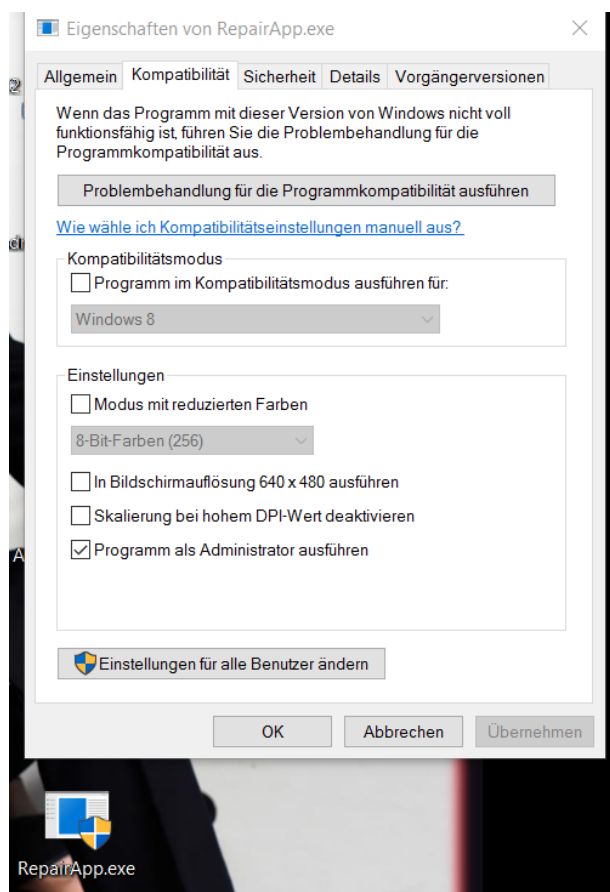 Eigenschaften von RepairApp.exe
Allgemein Kompatibilität Sicherheit Details Vorgängerversionen
Wenn das Programm mit dieser Version von Windows nicht voll
funktionsfähig ist, führen Sie die Problembehandlung für die
Programmkompatibilität aus.
Problembehandlung für die Programmkompatibilität ausführen
Wie wähle ich Kompatibilitätseinstellungen manuell aus?
Kompatibilitätsmodus
Programm im Kompatibilitätsmodus ausführen für:
Windows 8
Einstellungen
Modus mit reduzierten Farben
8-Bit-Farben (256)
In Bildschirmauflösung 640 x 480 ausführen
Skalierung bei hohem DPI-Wert deaktivieren
Programm als Administrator ausführen
Einstellungen für alle Benutzer ändern
OK Abbrechen Übernehmen
RepairApp.exe